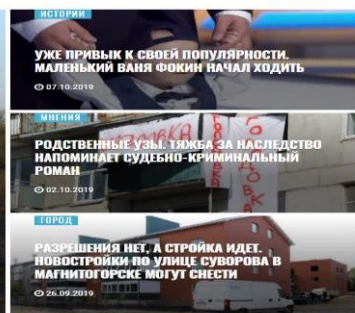 ИСТОРИИ
УЖЕ ПРИВЫК К СВОЕЙ ПОПУЛЯРНОСТИ.
МАЛЕНЬКИЙ ВАНЯ ФОКИН НАЧАЛ ХОДИТЬ
07.10.2019
МНЕНИЯ
РОДСТВЕННЫЕ УЗЫ. ТЯЖБА ЗА НАСЛЕДСТВО
НАПОМИНАЕТ СУДЕБНО-КРИМИНАЛЬНЫЙ
РОМАН
02.10.2019
ГОРОД
РАЗРЕШЕНИЯ НЕТ, А СТРОЙКА ИДЕТ.
НОВОСТРОЙКИ ПО УЛИЦЕ СУВОРОВА В
МАГНИТОГОРСКЕ МОГУТ СНЕСТИ
26.09.2019